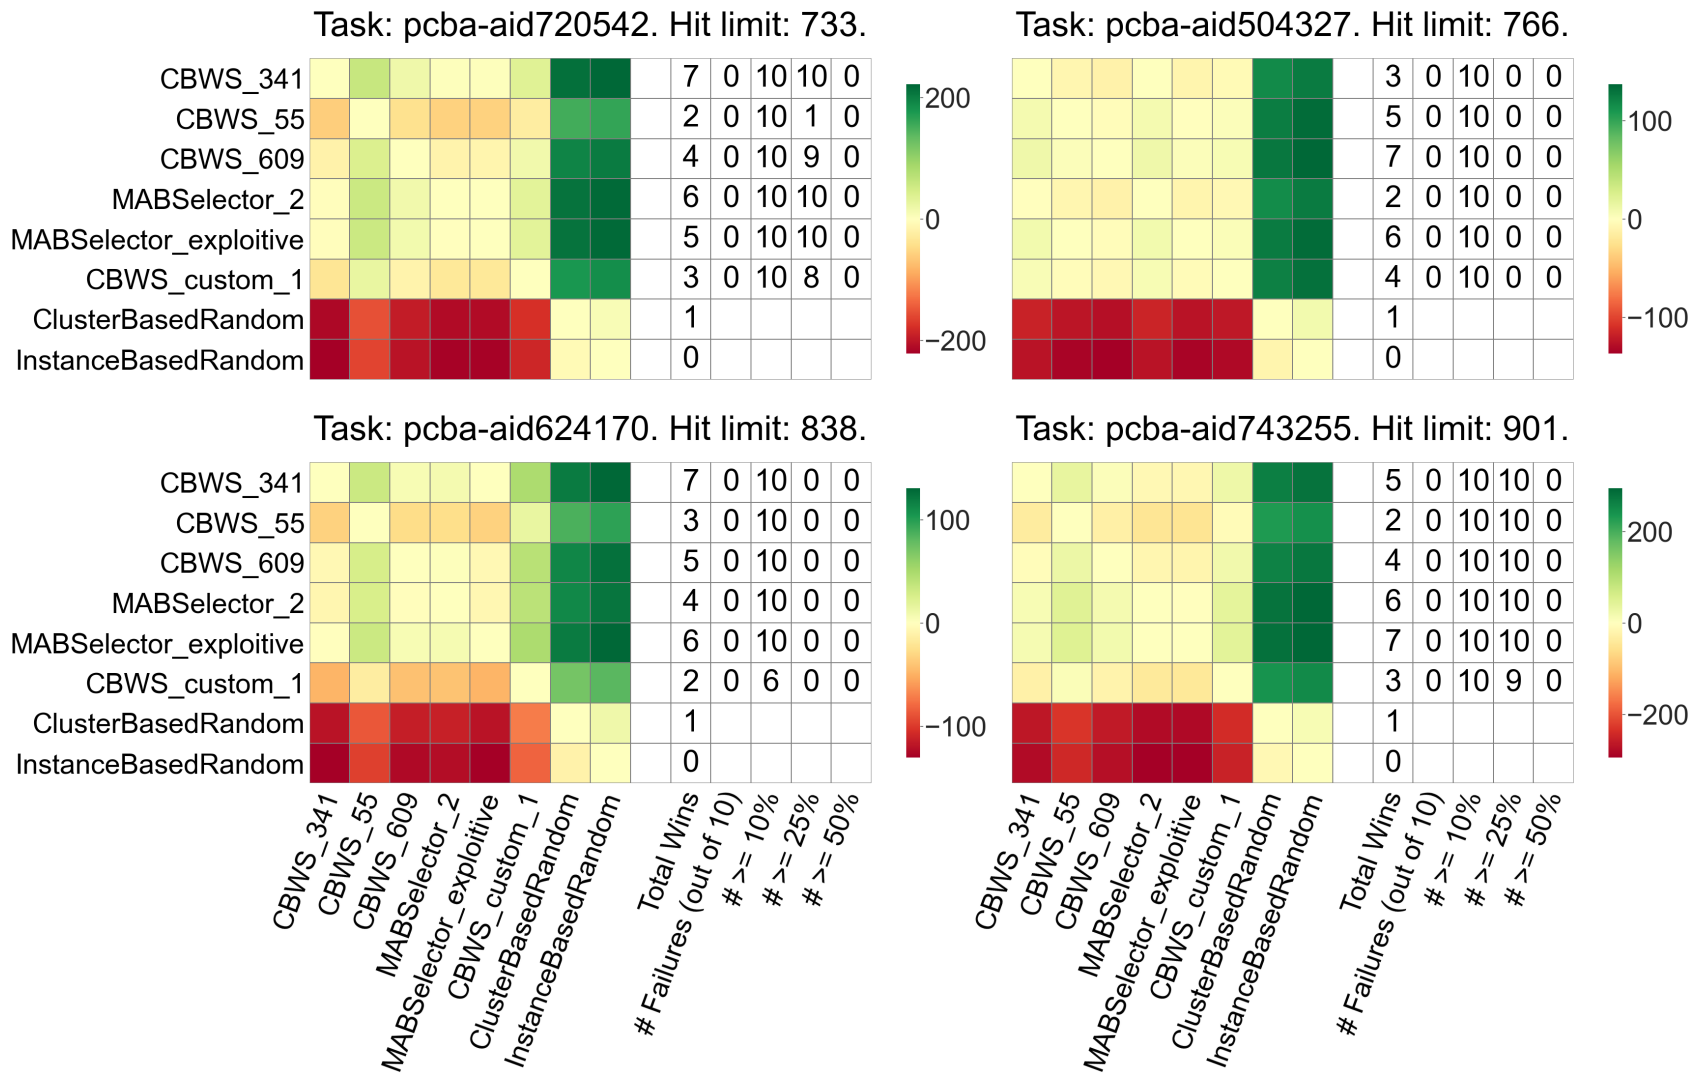 Task: pcba-aid720542. Hit limit: 733.
CBWS_341 7 0 10 10 0
CBWS_55 2 0 10 1 0
CBWS_609 4 0 10 9 0
MABSelector_2 6 0 10 10 0
MABSelector_exploitive 5 0 10 10 0
CBWS_custom_1 3 0 10 8 0
ClusterBasedRandom 1
InstanceBasedRandom 0
200
0
−200
Task: pcba-aid504327. Hit limit: 766.
3 0 10 0 0
5 0 10 0 0
7 0 10 0 0
2 0 10 0 0
6 0 10 0 0
4 0 10 0 0
1
0
100
0
−100
Task: pcba-aid624170. Hit limit: 838.
CBWS_341 7 0 10 0 0
CBWS_55 3 0 10 0 0
CBWS_609 5 0 10 0 0
MABSelector_2 4 0 10 0 0
MABSelector_exploitive 6 0 10 0 0
CBWS_custom_1 2 0 6 0 0
ClusterBasedRandom 1
InstanceBasedRandom 0
100
0
−100
CBWS_341
CBWS_55
CBWS_609
MABSelector_2
MABSelector_exploitive
CBWS_custom_1
ClusterBasedRandom
InstanceBasedRandom
Total Wins
# Failures (out of 10)
# >= 10%
# >= 25%
# >= 50%
Task: pcba-aid743255. Hit limit: 901.
5 0 10 10 0
2 0 10 10 0
4 0 10 10 0
6 0 10 10 0
7 0 10 10 0
3 0 10 9 0
1
0
200
0
−200
CBWS_341
CBWS_55
CBWS_609
MABSelector_2
MABSelector_exploitive
CBWS_custom_1
ClusterBasedRandom
InstanceBasedRandom
Total Wins
# Failures (out of 10)
# >= 10%
# >= 25%
# >= 50%